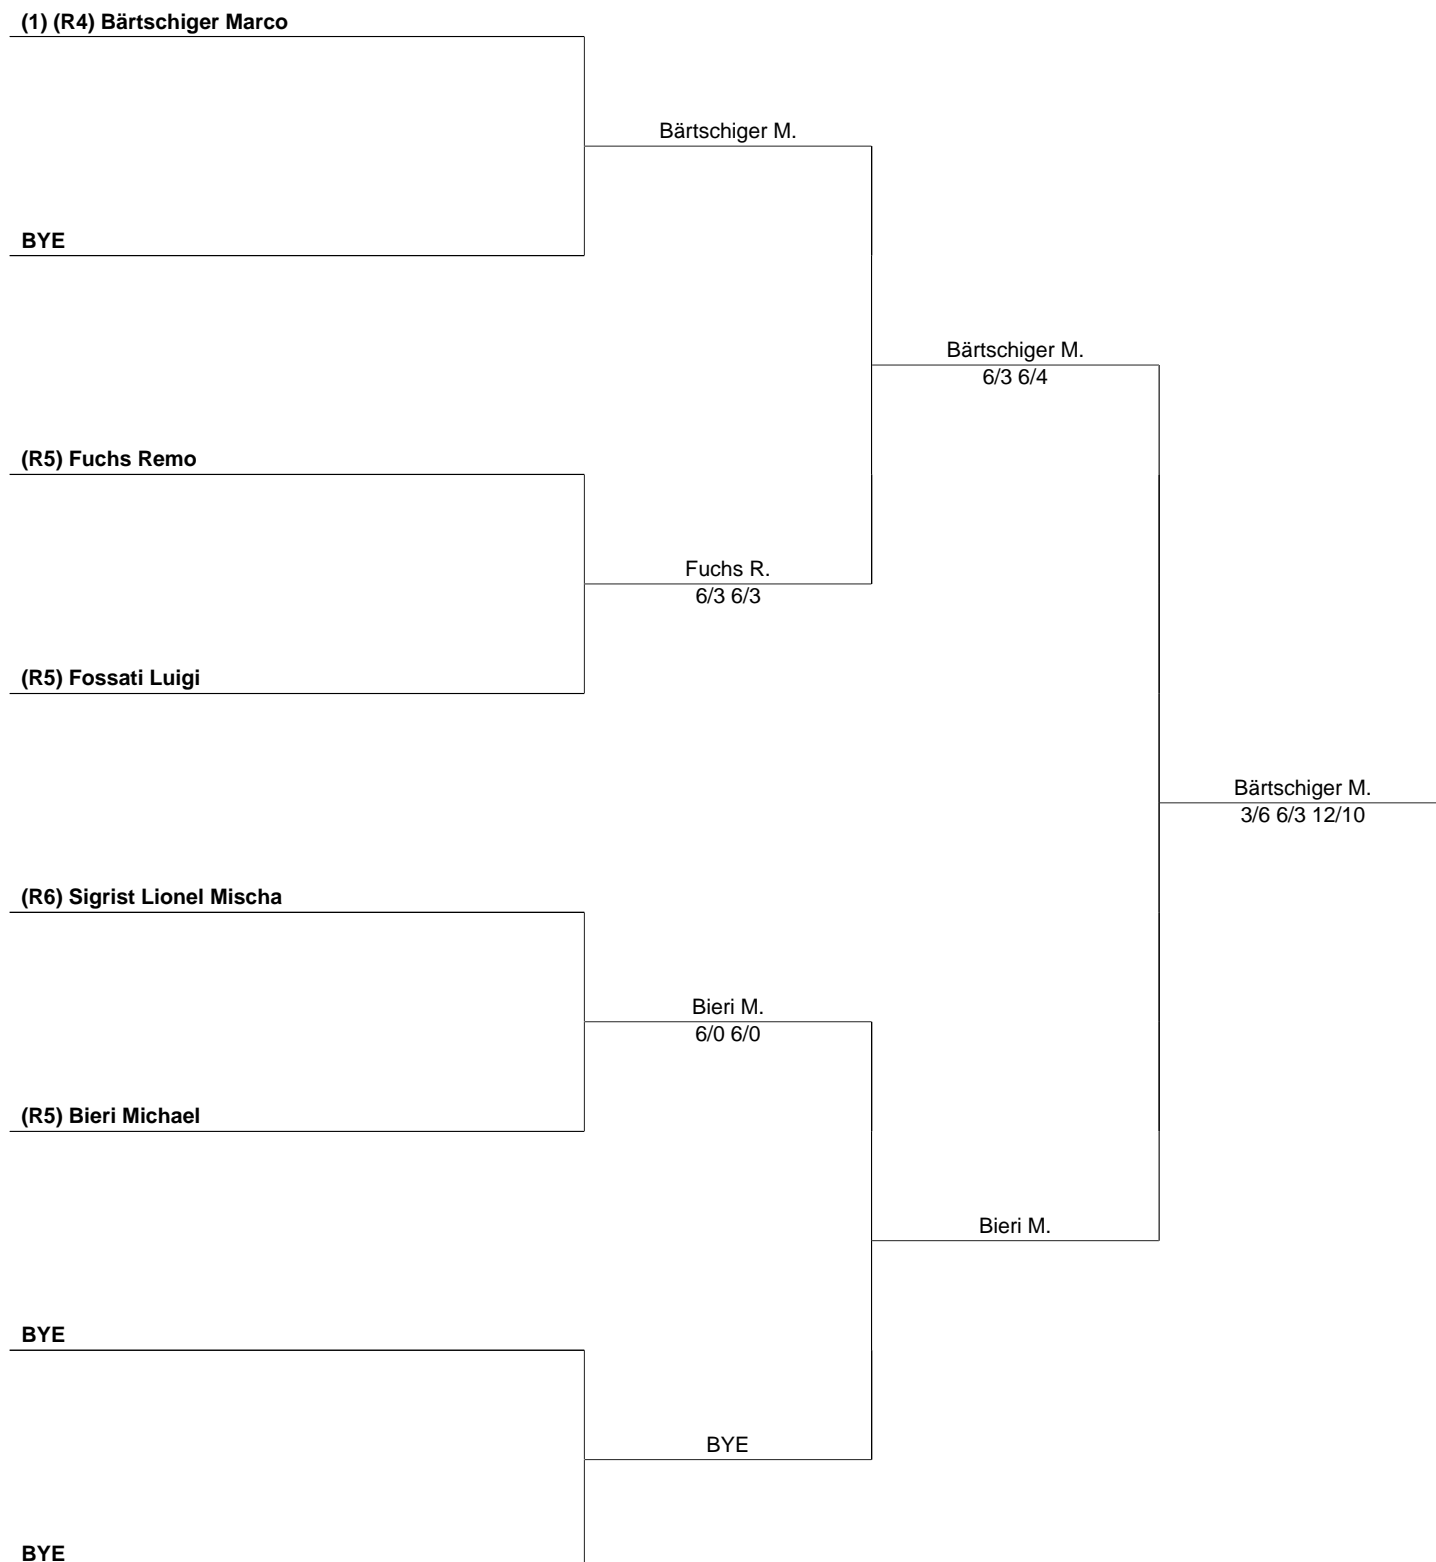 (1) (R4) Bärtschiger Marco
Bärtschiger M.
BYE
Bärtschiger M.
6/3 6/4
(R5) Fuchs Remo
Fuchs R.
6/3 6/3
(R5) Fossati Luigi
Bärtschiger M.
3/6 6/3 12/10
(R6) Sigrist Lionel Mischa
Bieri M.
6/0 6/0
(R5) Bieri Michael
Bieri M.
BYE
BYE
BYE